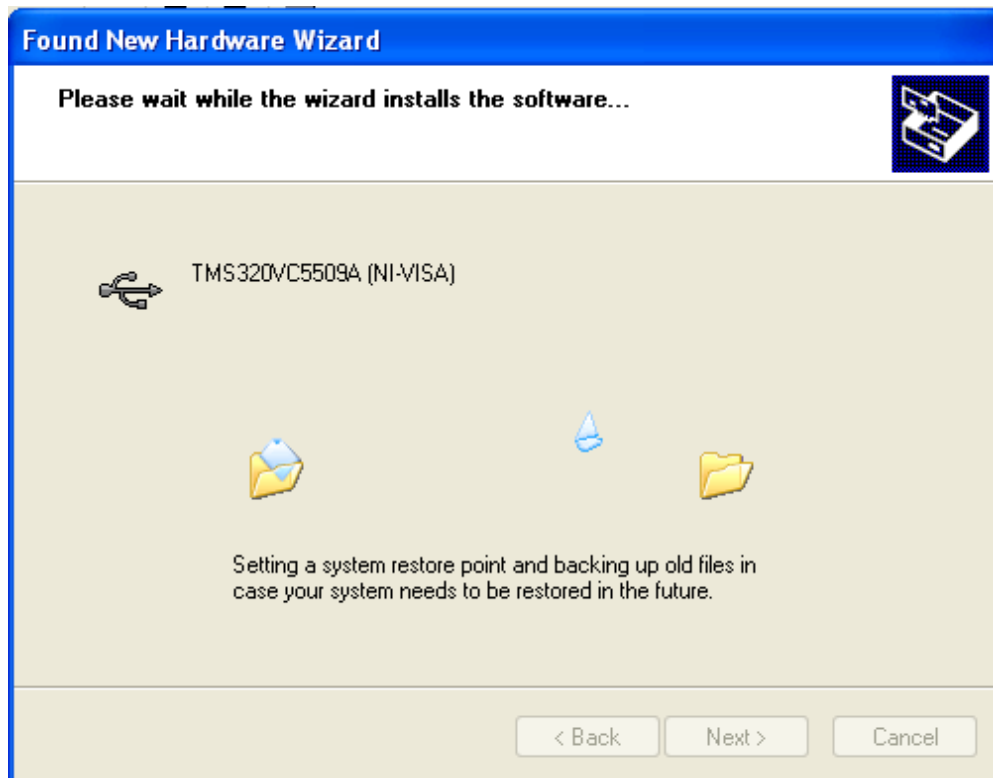 Found New Hardware Wizard
Please wait while the wizard installs the software...
TMS320VC5509A (NI-VISA)
Setting a system restore point and backing up old files in
case your system needs to be restored in the future.
< Back Next > Cancel